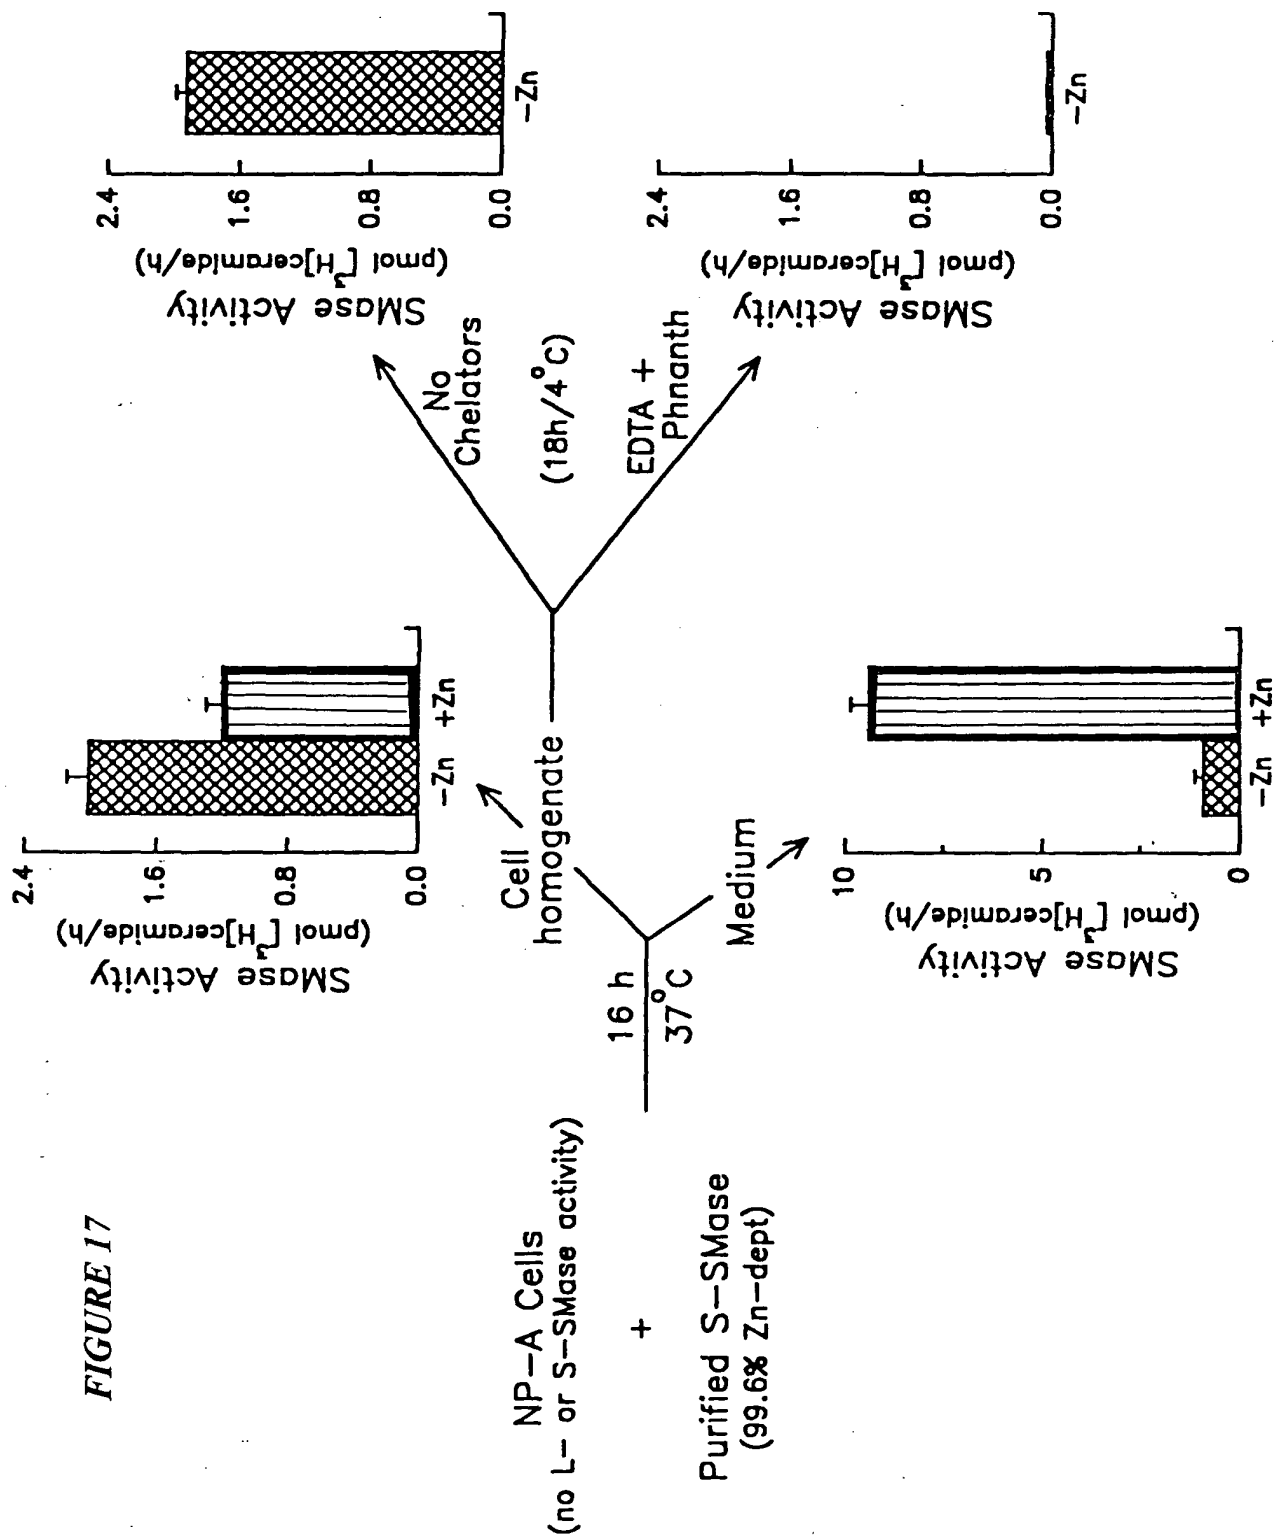 FIGURE 17
NP-A Cells
(no L- or S-SMase activity)
+
Purified S-SMase
(99.6% Zn-dept)
16 h
37°C
Cell
homogenate
Medium
SMase Activity
(pmol [³H]ceramide/h)
2.4
1.6
0.8
0.0
-Zn
+Zn
SMase Activity
(pmol [³H]ceramide/h)
10
5
0
-Zn
+Zn
No
Chelators
(18h/4°C)
EDTA +
Phnanth
SMase Activity
(pmol [³H]ceramide/h)
2.4
1.6
0.8
0.0
-Zn
SMase Activity
(pmol [³H]ceramide/h)
2.4
1.6
0.8
0.0
-Zn